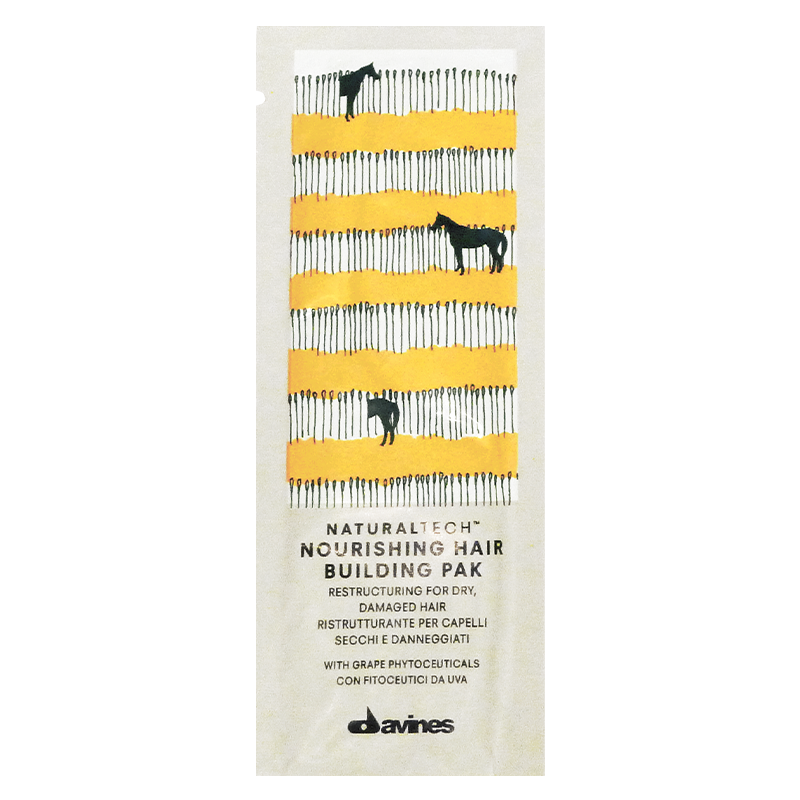 NATURALTECH™
NOURISHING HAIR
BUILDING PAK
RESTRUCTURING FOR DRY,
DAMAGED HAIR
RISTRUTTURANTE PER CAPELLI
SECCHI E DANNEGGIATI
WITH GRAPE PHYTOCEUTICALS
CON FITOCEUTICI DA UVA
davines